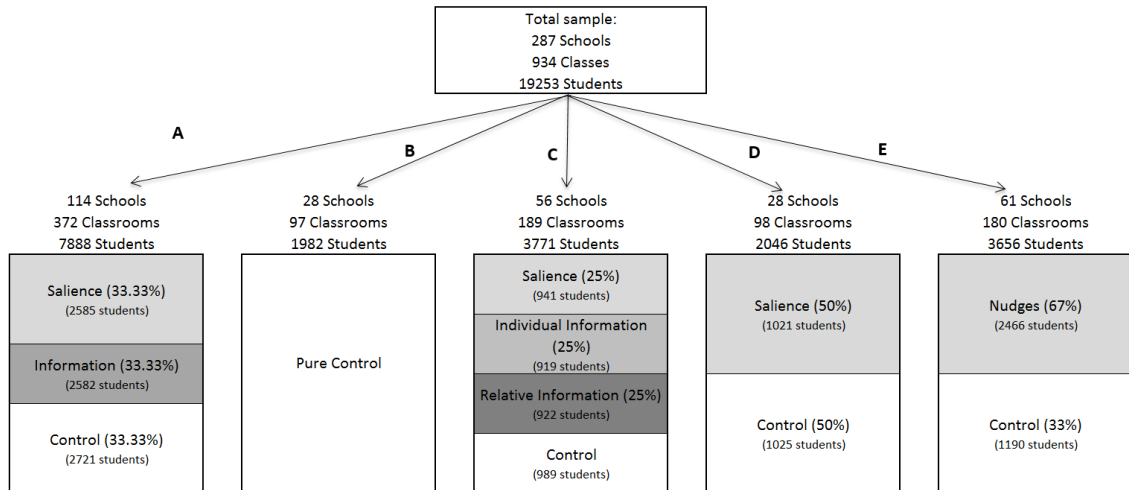 Total sample:
287 Schools
934 Classes
19253 Students
A
B
C
D
E
114 Schools
372 Classrooms
7888 Students
28 Schools
97 Classrooms
1982 Students
56 Schools
189 Classrooms
3771 Students
28 Schools
98 Classrooms
2046 Students
61 Schools
180 Classrooms
3656 Students
Salience (33.33%)
(2585 students)
Information (33.33%)
(2582 students)
Control (33.33%)
(2721 students)
Pure Control
Salience (25%)
(941 students)
Individual Information
(25%)
(919 students)
Relative Information (25%)
(922 students)
Control
(989 students)
Salience (50%)
(1021 students)
Control (50%)
(1025 students)
Nudges (67%)
(2466 students)
Control (33%)
(1190 students)